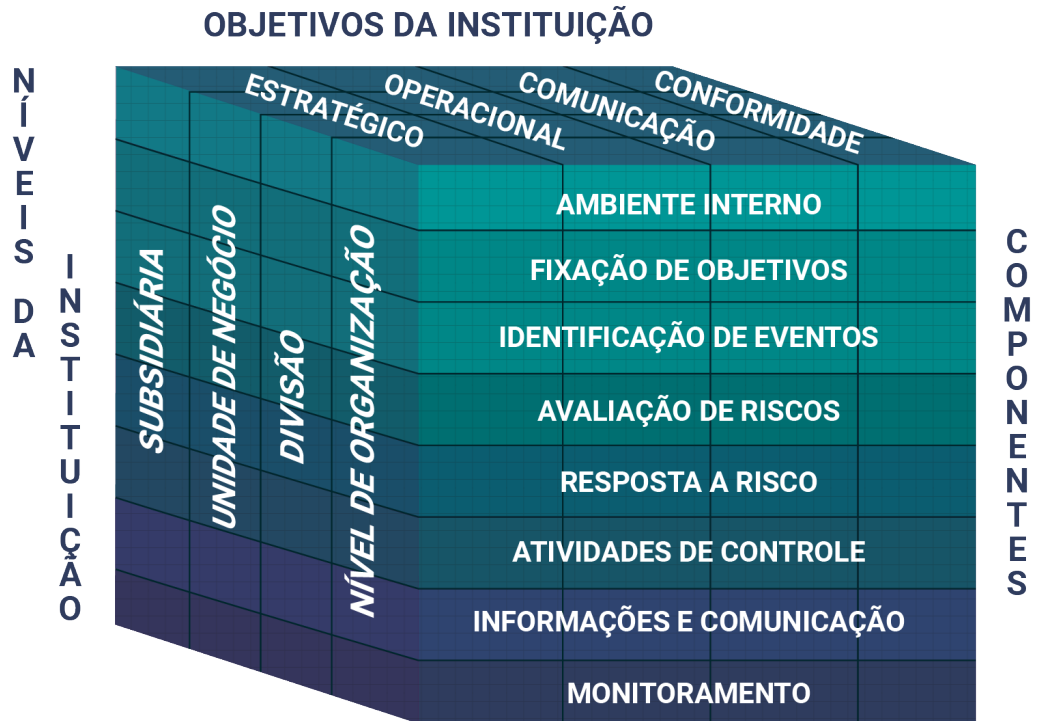 OBJETIVOS DA INSTITUIÇÃO
NÍVEIS DA
INSTITUIÇÃO
ESTRATÉGICO
OPERACIONAL
COMUNICAÇÃO
CONFORMIDADE
SUBSIDIÁRIA
UNIDADE DE NEGÓCIO
DIVISÃO
NÍVEL DE ORGANIZAÇÃO
AMBIENTE INTERNO
FIXAÇÃO DE OBJETIVOS
IDENTIFICAÇÃO DE EVENTOS
AVALIAÇÃO DE RISCOS
RESPOSTA A RISCO
ATIVIDADES DE CONTROLE
INFORMAÇÕES E COMUNICAÇÃO
MONITORAMENTO
COMPONENTES